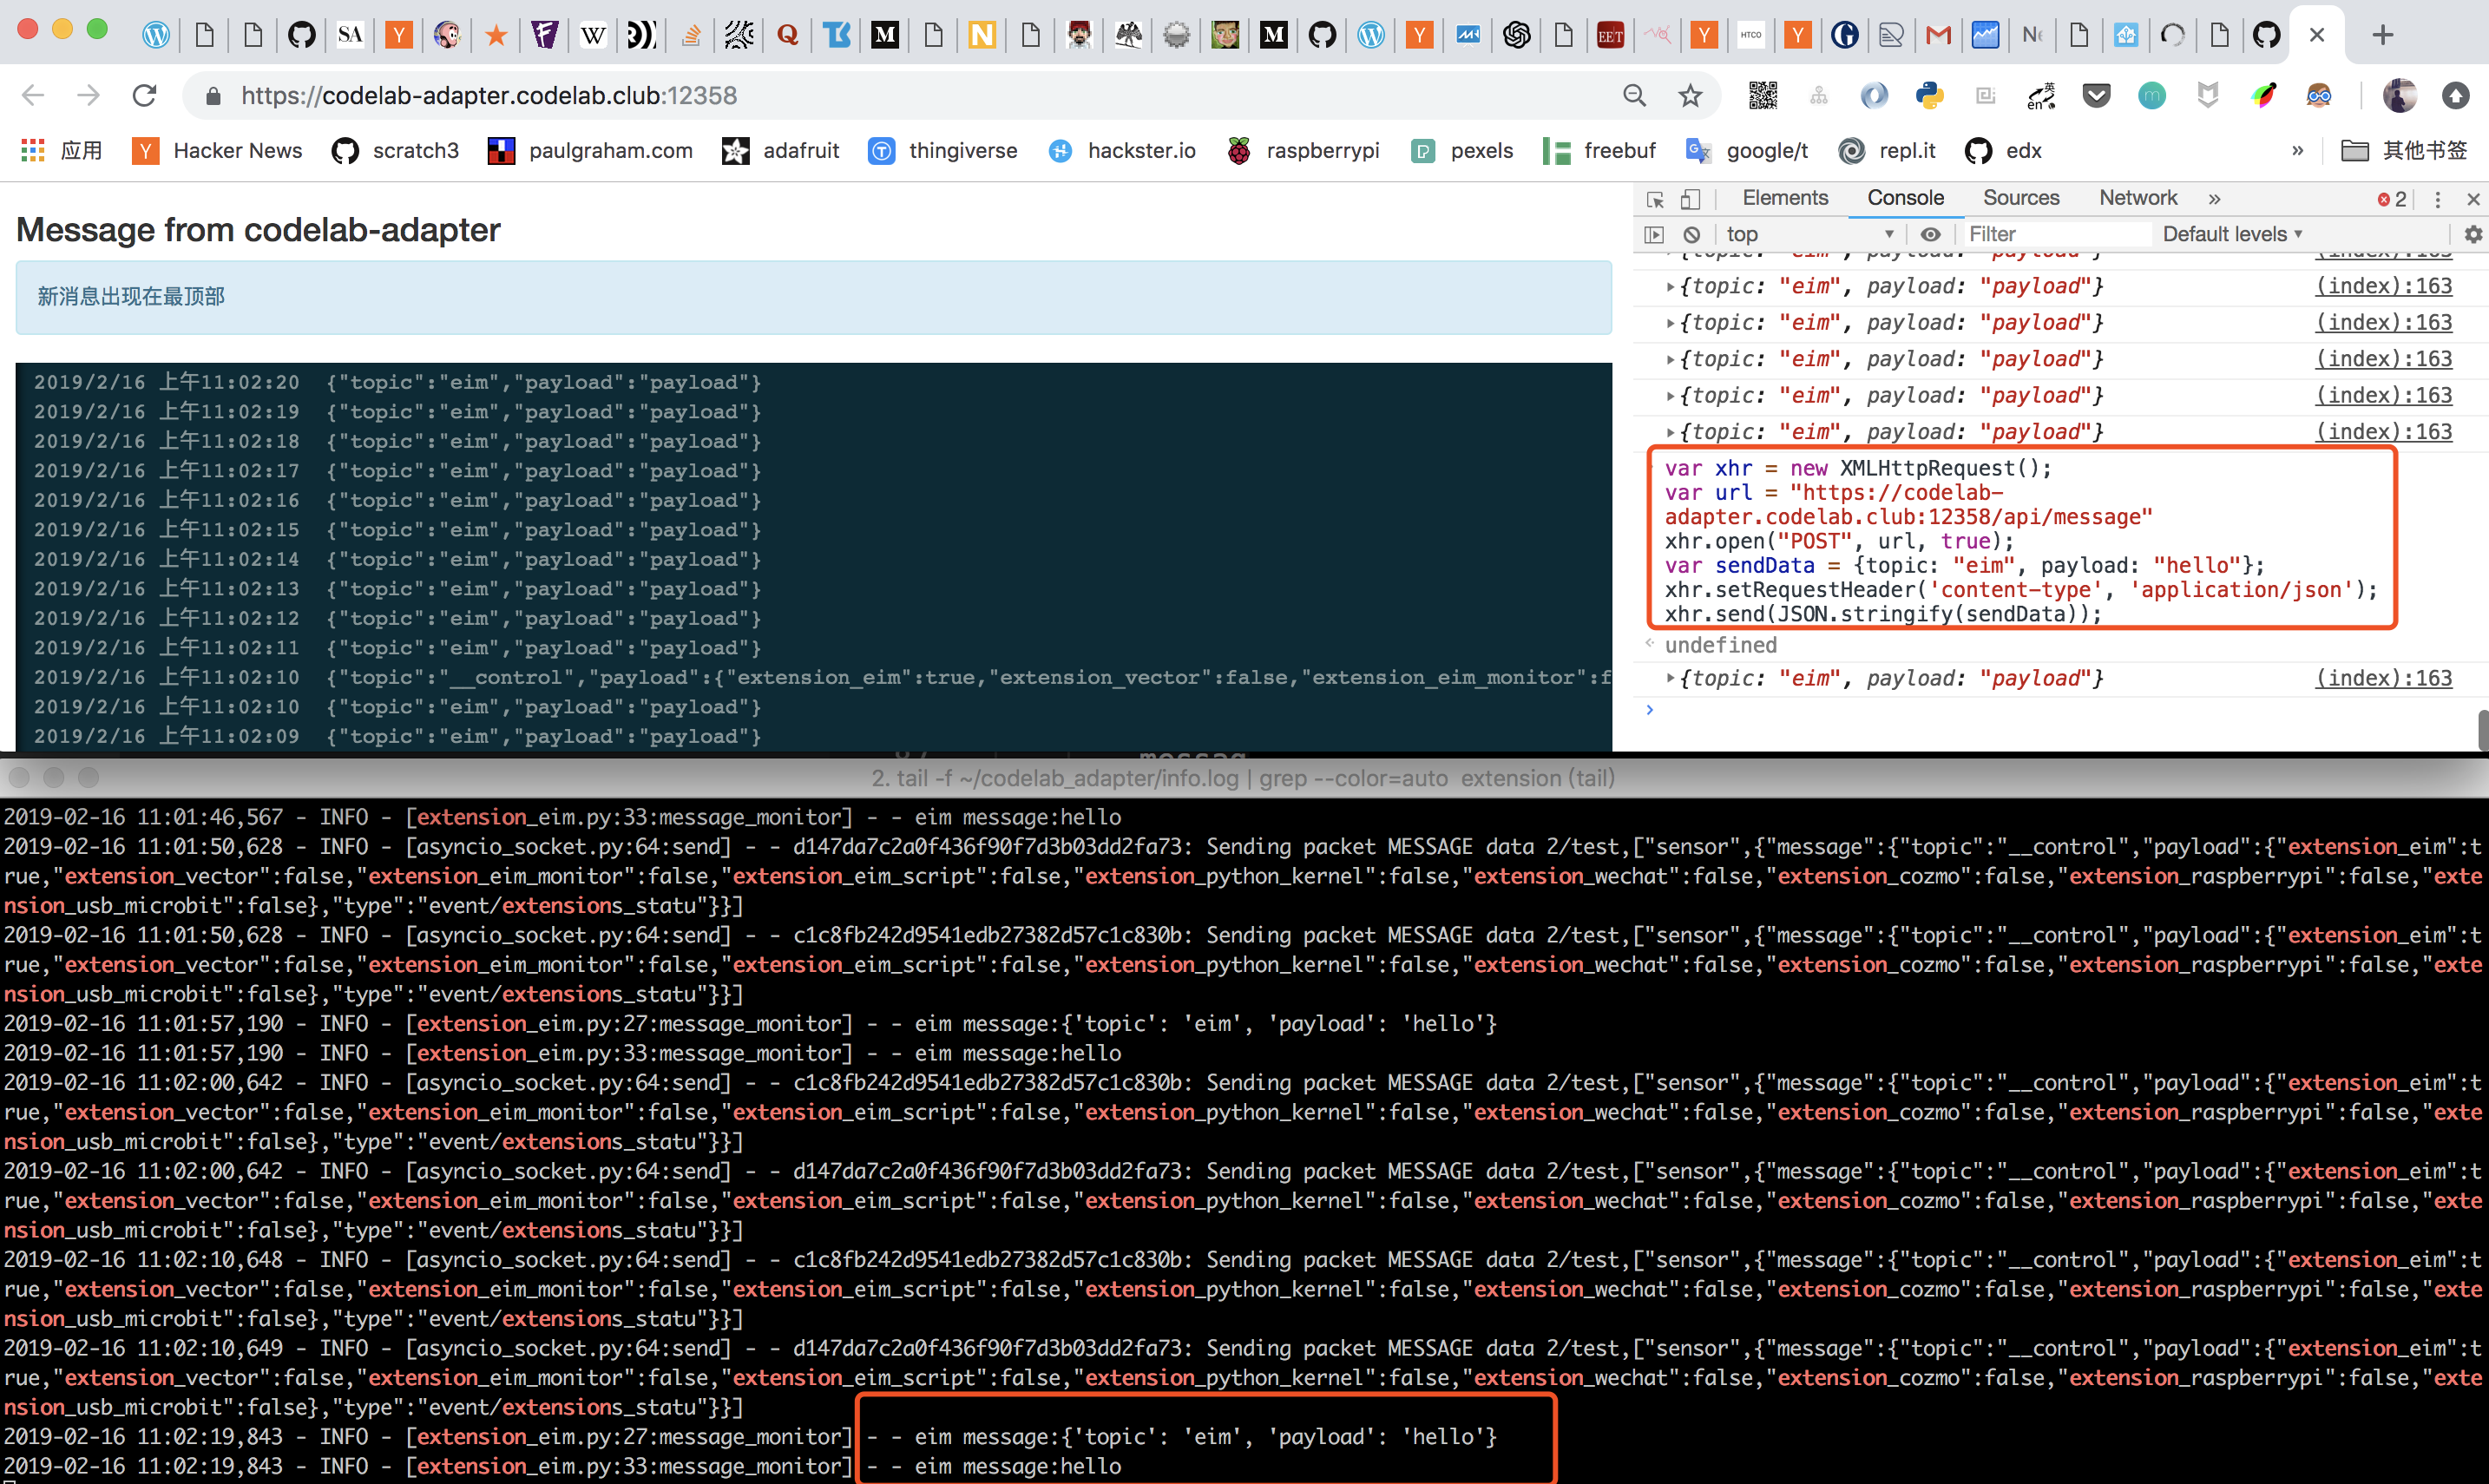 https://codelab-adapter.codelab.club:12358
应用 Hacker News scratch3 paulgraham.com adafruit thingiverse hackster.io raspberrypi pexels freebuf google/t repl.it edx » 其他书签
Message from codelab-adapter
新消息出现在最顶部
2019/2/16 上午11:02:20 {"topic":"eim","payload":"payload"}
2019/2/16 上午11:02:19 {"topic":"eim","payload":"payload"}
2019/2/16 上午11:02:18 {"topic":"eim","payload":"payload"}
2019/2/16 上午11:02:17 {"topic":"eim","payload":"payload"}
2019/2/16 上午11:02:16 {"topic":"eim","payload":"payload"}
2019/2/16 上午11:02:15 {"topic":"eim","payload":"payload"}
2019/2/16 上午11:02:14 {"topic":"eim","payload":"payload"}
2019/2/16 上午11:02:13 {"topic":"eim","payload":"payload"}
2019/2/16 上午11:02:12 {"topic":"eim","payload":"payload"}
2019/2/16 上午11:02:11 {"topic":"eim","payload":"payload"}
2019/2/16 上午11:02:10 {"topic":"__control","payload":{"extension_eim":true,"extension_vector":false,"extension_eim_monitor":f
2019/2/16 上午11:02:10 {"topic":"eim","payload":"payload"}
2019/2/16 上午11:02:09 {"topic":"eim","payload":"payload"}
Elements Console Sources Network » 2
top Filter Default levels
{topic: "eim", payload: "payload"} (index):163
{topic: "eim", payload: "payload"} (index):163
{topic: "eim", payload: "payload"} (index):163
{topic: "eim", payload: "payload"} (index):163
{topic: "eim", payload: "payload"} (index):163
{topic: "eim", payload: "payload"} (index):163
var xhr = new XMLHttpRequest();
var url = "https://codelab-
adapter.codelab.club:12358/api/message"
xhr.open("POST", url, true);
var sendData = {topic: "eim", payload: "hello"};
xhr.setRequestHeader('content-type', 'application/json');
xhr.send(JSON.stringify(sendData));
undefined
{topic: "eim", payload: "payload"} (index):163
2. tail -f ~/codelab_adapter/info.log | grep --color=auto extension (tail)
2019-02-16 11:01:46,567 - INFO - [extension_eim.py:33:message_monitor] - - eim message:hello
2019-02-16 11:01:50,628 - INFO - [asyncio_socket.py:64:send] - - d147da7c2a0f436f90f7d3b03dd2fa73: Sending packet MESSAGE data 2/test,["sensor",{"message":{"topic":"__control","payload":{"extension_eim":t
rue,"extension_vector":false,"extension_eim_monitor":false,"extension_eim_script":false,"extension_python_kernel":false,"extension_wechat":false,"extension_cozmo":false,"extension_raspberrypi":false,"exte
nsion_usb_microbit":false},"type":"event/extensions_statu"}}]
2019-02-16 11:01:50,628 - INFO - [asyncio_socket.py:64:send] - - c1c8fb242d9541edb27382d57c1c830b: Sending packet MESSAGE data 2/test,["sensor",{"message":{"topic":"__control","payload":{"extension_eim":t
rue,"extension_vector":false,"extension_eim_monitor":false,"extension_eim_script":false,"extension_python_kernel":false,"extension_wechat":false,"extension_cozmo":false,"extension_raspberrypi":false,"exte
nsion_usb_microbit":false},"type":"event/extensions_statu"}}]
2019-02-16 11:01:57,190 - INFO - [extension_eim.py:27:message_monitor] - - eim message:{'topic': 'eim', 'payload': 'hello'}
2019-02-16 11:01:57,190 - INFO - [extension_eim.py:33:message_monitor] - - eim message:hello
2019-02-16 11:02:00,642 - INFO - [asyncio_socket.py:64:send] - - c1c8fb242d9541edb27382d57c1c830b: Sending packet MESSAGE data 2/test,["sensor",{"message":{"topic":"__control","payload":{"extension_eim":t
rue,"extension_vector":false,"extension_eim_monitor":false,"extension_eim_script":false,"extension_python_kernel":false,"extension_wechat":false,"extension_cozmo":false,"extension_raspberrypi":false,"exte
nsion_usb_microbit":false},"type":"event/extensions_statu"}}]
2019-02-16 11:02:00,642 - INFO - [asyncio_socket.py:64:send] - - d147da7c2a0f436f90f7d3b03dd2fa73: Sending packet MESSAGE data 2/test,["sensor",{"message":{"topic":"__control","payload":{"extension_eim":t
rue,"extension_vector":false,"extension_eim_monitor":false,"extension_eim_script":false,"extension_python_kernel":false,"extension_wechat":false,"extension_cozmo":false,"extension_raspberrypi":false,"exte
nsion_usb_microbit":false},"type":"event/extensions_statu"}}]
2019-02-16 11:02:10,648 - INFO - [asyncio_socket.py:64:send] - - c1c8fb242d9541edb27382d57c1c830b: Sending packet MESSAGE data 2/test,["sensor",{"message":{"topic":"__control","payload":{"extension_eim":t
rue,"extension_vector":false,"extension_eim_monitor":false,"extension_eim_script":false,"extension_python_kernel":false,"extension_wechat":false,"extension_cozmo":false,"extension_raspberrypi":false,"exte
nsion_usb_microbit":false},"type":"event/extensions_statu"}}]
2019-02-16 11:02:10,649 - INFO - [asyncio_socket.py:64:send] - - d147da7c2a0f436f90f7d3b03dd2fa73: Sending packet MESSAGE data 2/test,["sensor",{"message":{"topic":"__control","payload":{"extension_eim":t
rue,"extension_vector":false,"extension_eim_monitor":false,"extension_eim_script":false,"extension_python_kernel":false,"extension_wechat":false,"extension_cozmo":false,"extension_raspberrypi":false,"exte
nsion_usb_microbit":false},"type":"event/extensions_statu"}}]
2019-02-16 11:02:19,843 - INFO - [extension_eim.py:27:message_monitor] - - eim message:{'topic': 'eim', 'payload': 'hello'}
2019-02-16 11:02:19,843 - INFO - [extension_eim.py:33:message_monitor] - - eim message:hello